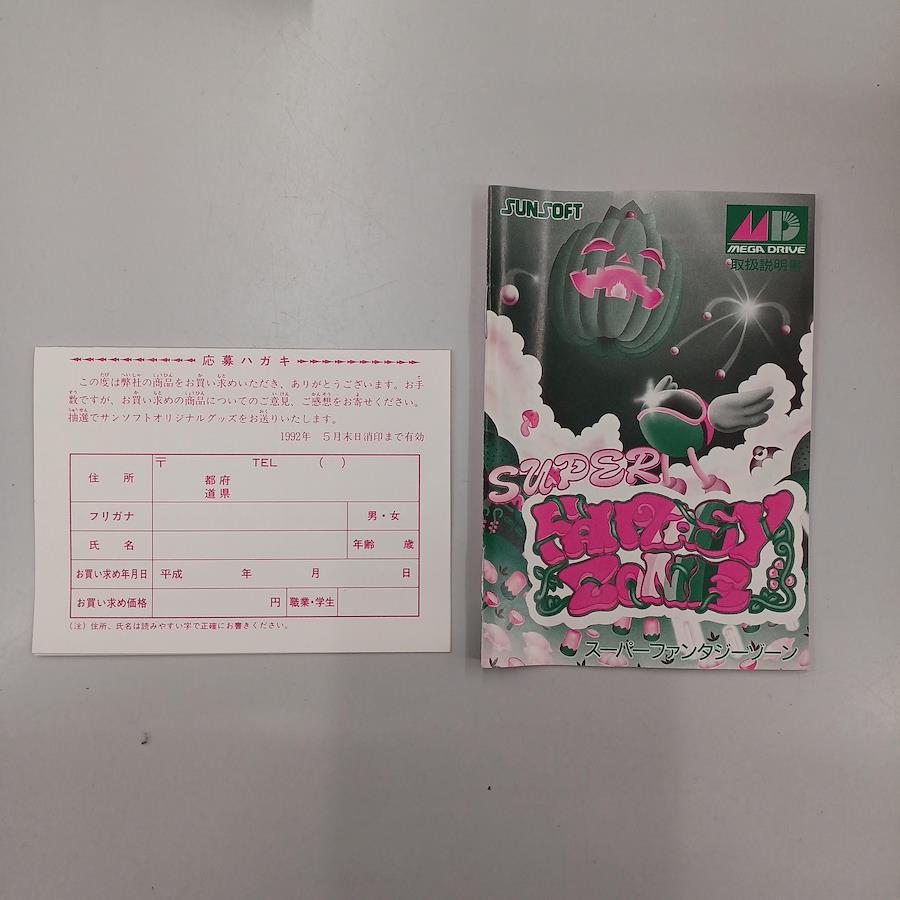 応募ハガキ
この度は弊社の商品をお買い求めいただき、ありがとうございます。お手
数ですが、お買い求めの商品についてのご意見、ご感想をお寄せください。
抽選でサンソフトオリジナルグッズをお送りいたします。
1992年 5月末日消印まで有効
住所 〒 TEL ( )
都府
道県
フリガナ 男・女
氏名 年齢 歳
お買い求め年月日 平成 年 月 日
お買い求め価格 円 職業・学生
(注) 住所、氏名は読みやすい字で正確にお書きください。
SUNSOFT
MD
MEGA DRIVE
取扱説明書
SUPER
FANTASY
ZONE
スーパーファンタジーゾーン